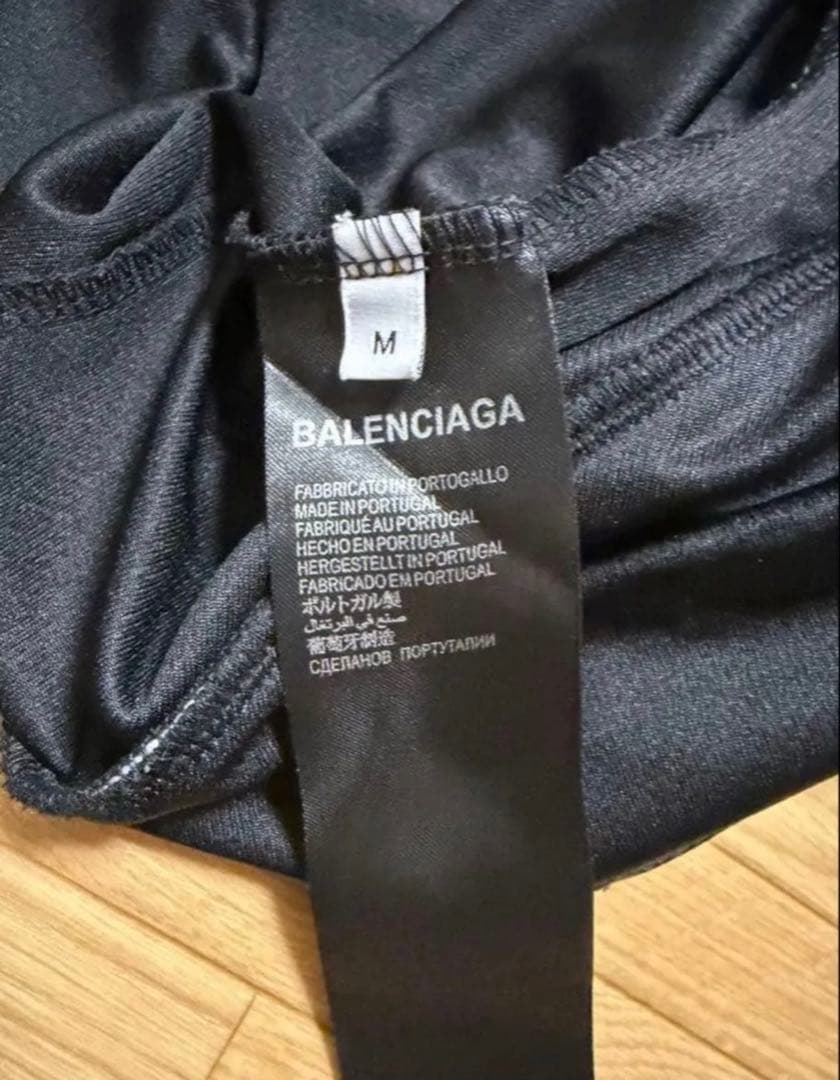 M
BALENCIAGA
FABBRICATO IN PORTOGALLO
MADE IN PORTUGAL
FABRIQUÉ AU PORTUGAL
HECHO EN PORTUGAL
HERGESTELLT IN PORTUGAL
FABRICADO EM PORTUGAL
ポルトガル製
صنع في البرتغال
葡萄牙制造
СДЕЛАНОВ ПОРТУТАЛИИ